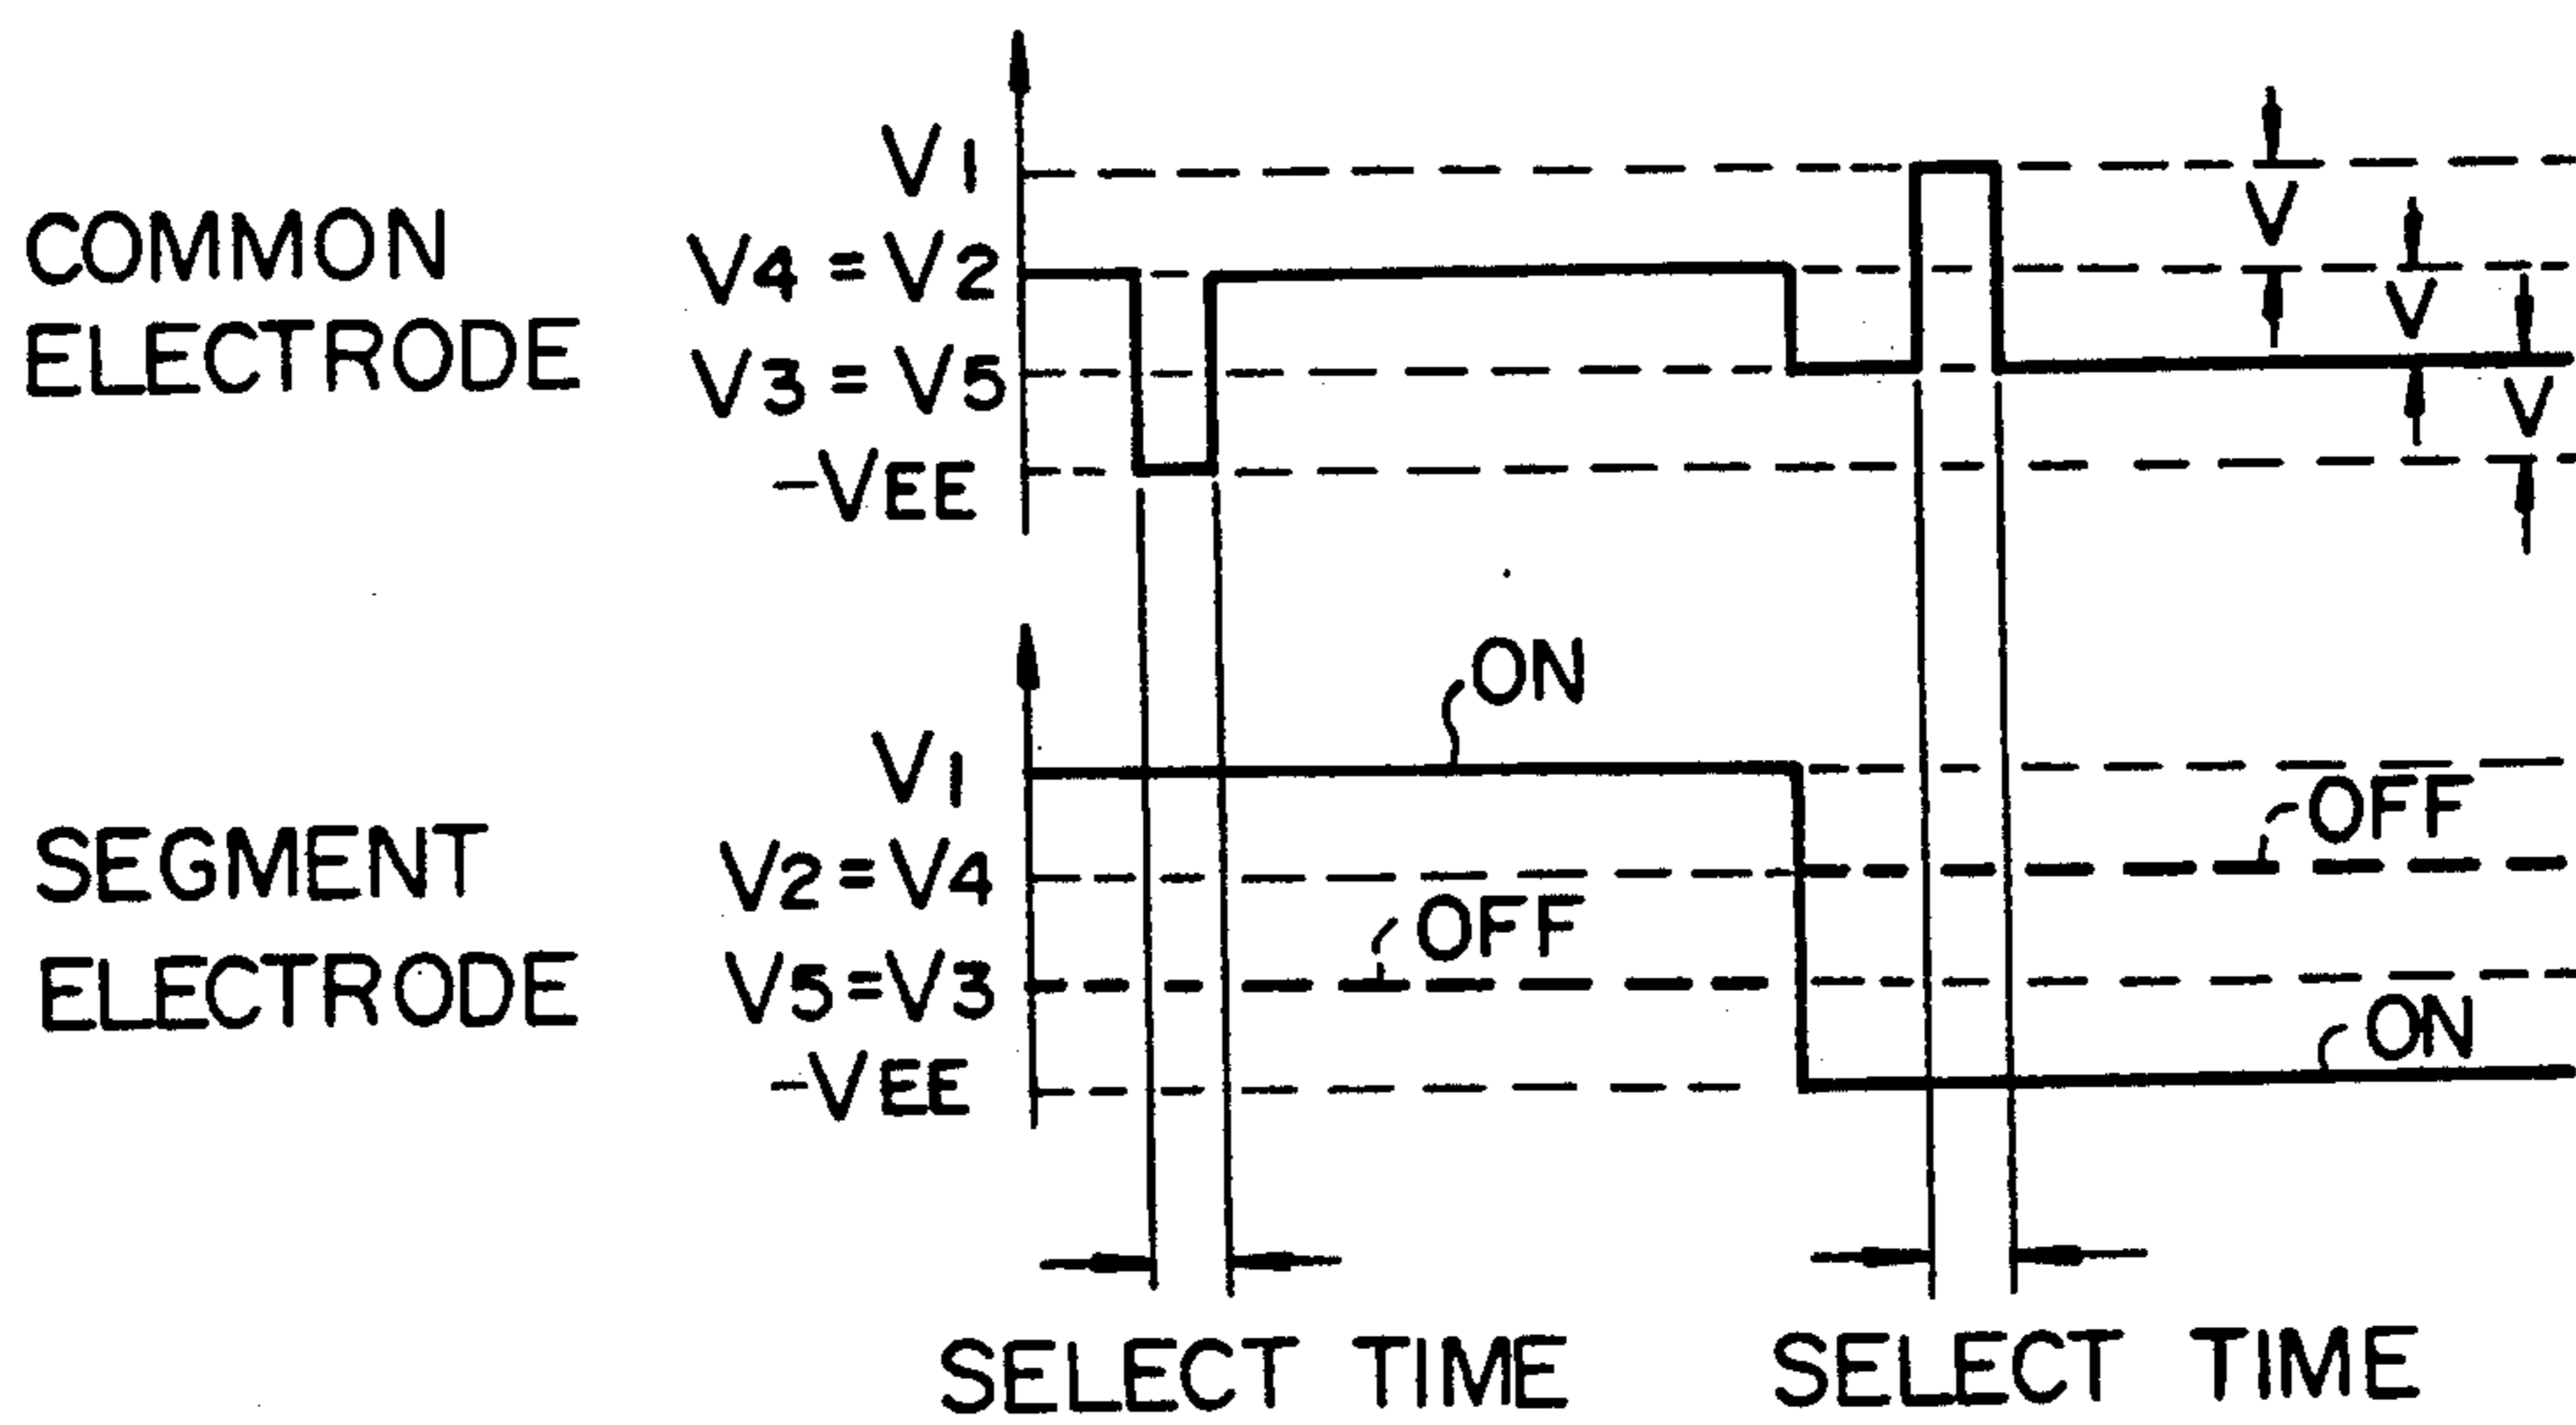 COMMON
ELECTRODE
V1
V4 = V2
V3 = V5
-VEE
V
V
V
SEGMENT
ELECTRODE
V1
V2 = V4
V5 = V3
-VEE
ON
OFF
OFF
ON
SELECT TIME
SELECT TIME